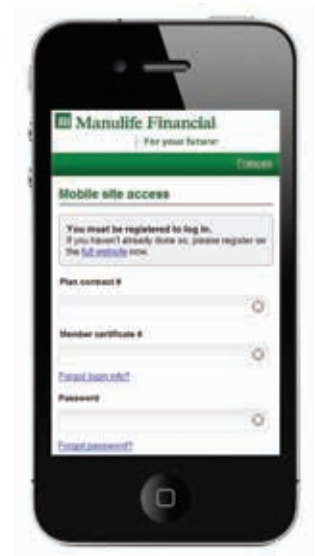 Manulife Financial
For your future
Français
Mobile site access
You must be registered to log in.
If you haven't already done so, please register on
the full website now.
Plan contract #
Member certificate #
Forgot login info?
Password
Forgot password?